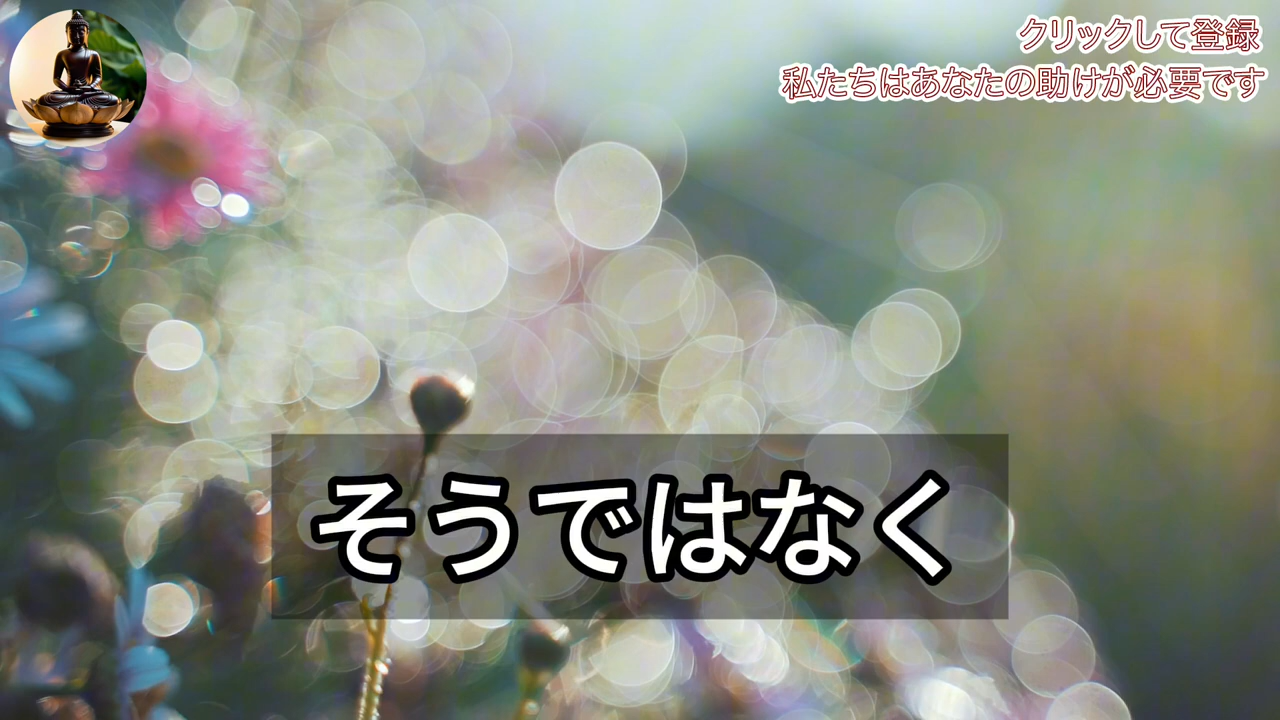 クリックして登録
私たちはあなたの助けが必要です
そうではなく